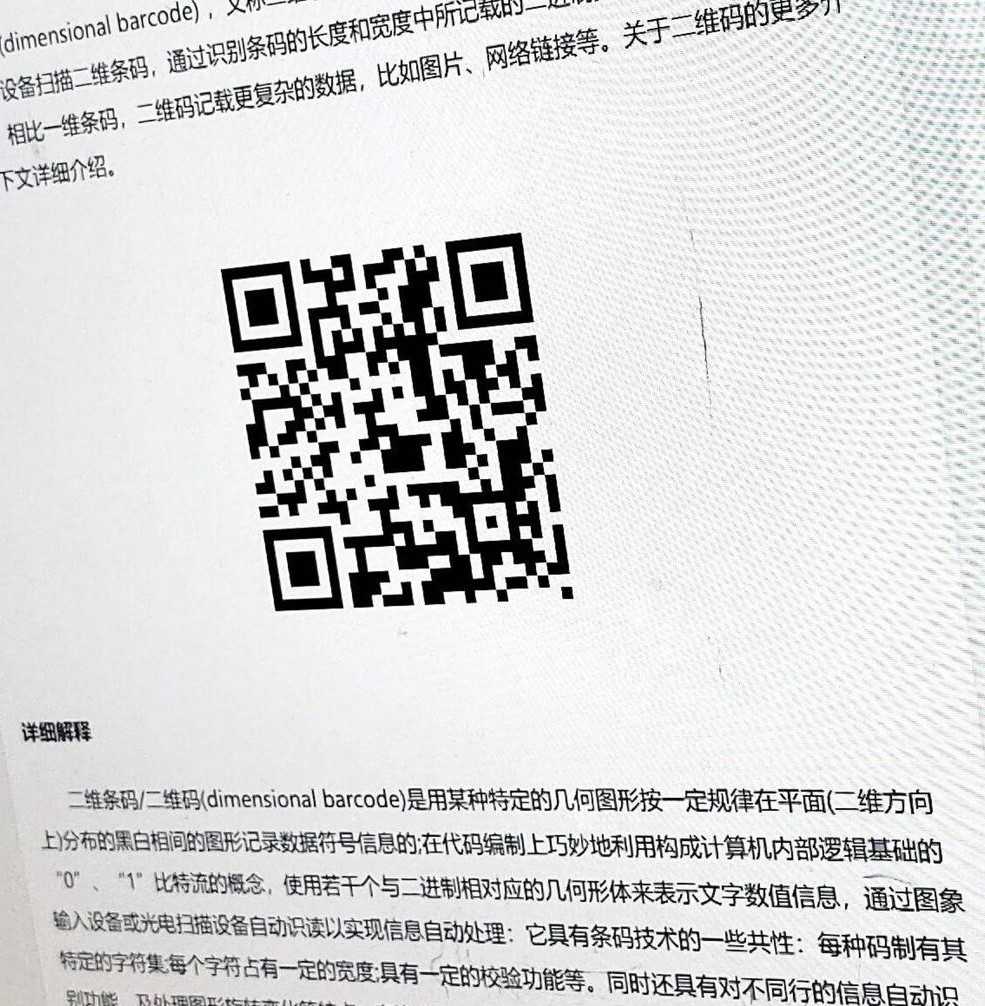 (dimensional barcode) ，又称二维
设备扫描二维条码，通过识别条码的长度和宽度中所记载的二进制
相比一维条码，二维码记载更复杂的数据，比如图片、网络链接等。关于二维码的更多介
下文详细介绍。
详细解释
二维条码/二维码(dimensional barcode)是用某种特定的几何图形按一定规律在平面(二维方向
上)分布的黑白相间的图形记录数据符号信息的;在代码编制上巧妙地利用构成计算机内部逻辑基础的
“0”、“1”比特流的概念，使用若干个与二进制相对应的几何形体来表示文字数值信息，通过图象
输入设备或光电扫描设备自动识读以实现信息自动处理：它具有条码技术的一些共性：每种码制有其
特定的字符集;每个字符占有一定的宽度;具有一定的校验功能等。同时还具有对不同行的信息自动识
别功能、及处理图形旋转变化